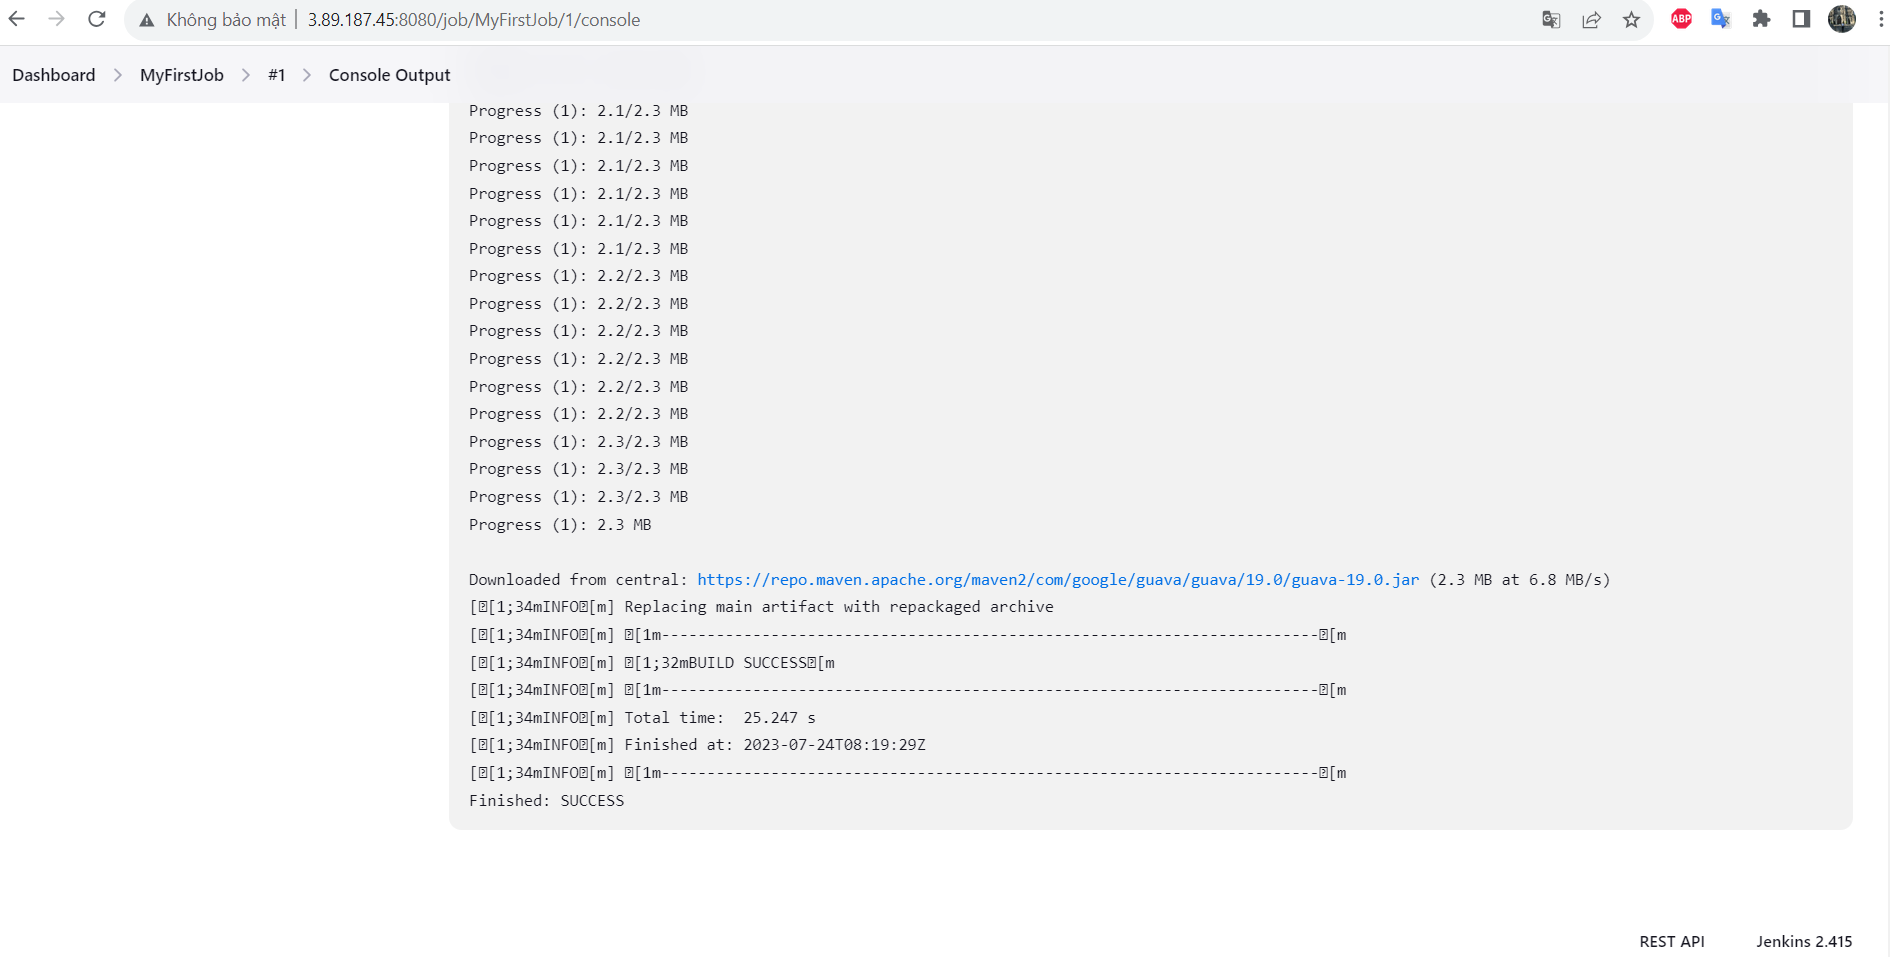 Không bảo mật | 3.89.187.45:8080/job/MyFirstJob/1/console
ABP
Dashboard > MyFirstJob > #1 > Console Output
Progress (1): 2.1/2.3 MB
Progress (1): 2.1/2.3 MB
Progress (1): 2.1/2.3 MB
Progress (1): 2.1/2.3 MB
Progress (1): 2.1/2.3 MB
Progress (1): 2.1/2.3 MB
Progress (1): 2.2/2.3 MB
Progress (1): 2.2/2.3 MB
Progress (1): 2.2/2.3 MB
Progress (1): 2.2/2.3 MB
Progress (1): 2.2/2.3 MB
Progress (1): 2.2/2.3 MB
Progress (1): 2.3/2.3 MB
Progress (1): 2.3/2.3 MB
Progress (1): 2.3/2.3 MB
Progress (1): 2.3 MB
Downloaded from central: https://repo.maven.apache.org/maven2/com/google/guava/guava/19.0/guava-19.0.jar (2.3 MB at 6.8 MB/s)
[␛[1;34mINFO␛[m] Replacing main artifact with repackaged archive
[␛[1;34mINFO␛[m] ␛[1m------------------------------------------------------------------------␛[m
[␛[1;34mINFO␛[m] ␛[1;32mBUILD SUCCESS␛[m
[␛[1;34mINFO␛[m] ␛[1m------------------------------------------------------------------------␛[m
[␛[1;34mINFO␛[m] Total time:  25.247 s
[␛[1;34mINFO␛[m] Finished at: 2023-07-24T08:19:29Z
[␛[1;34mINFO␛[m] ␛[1m------------------------------------------------------------------------␛[m
Finished: SUCCESS
REST API Jenkins 2.415